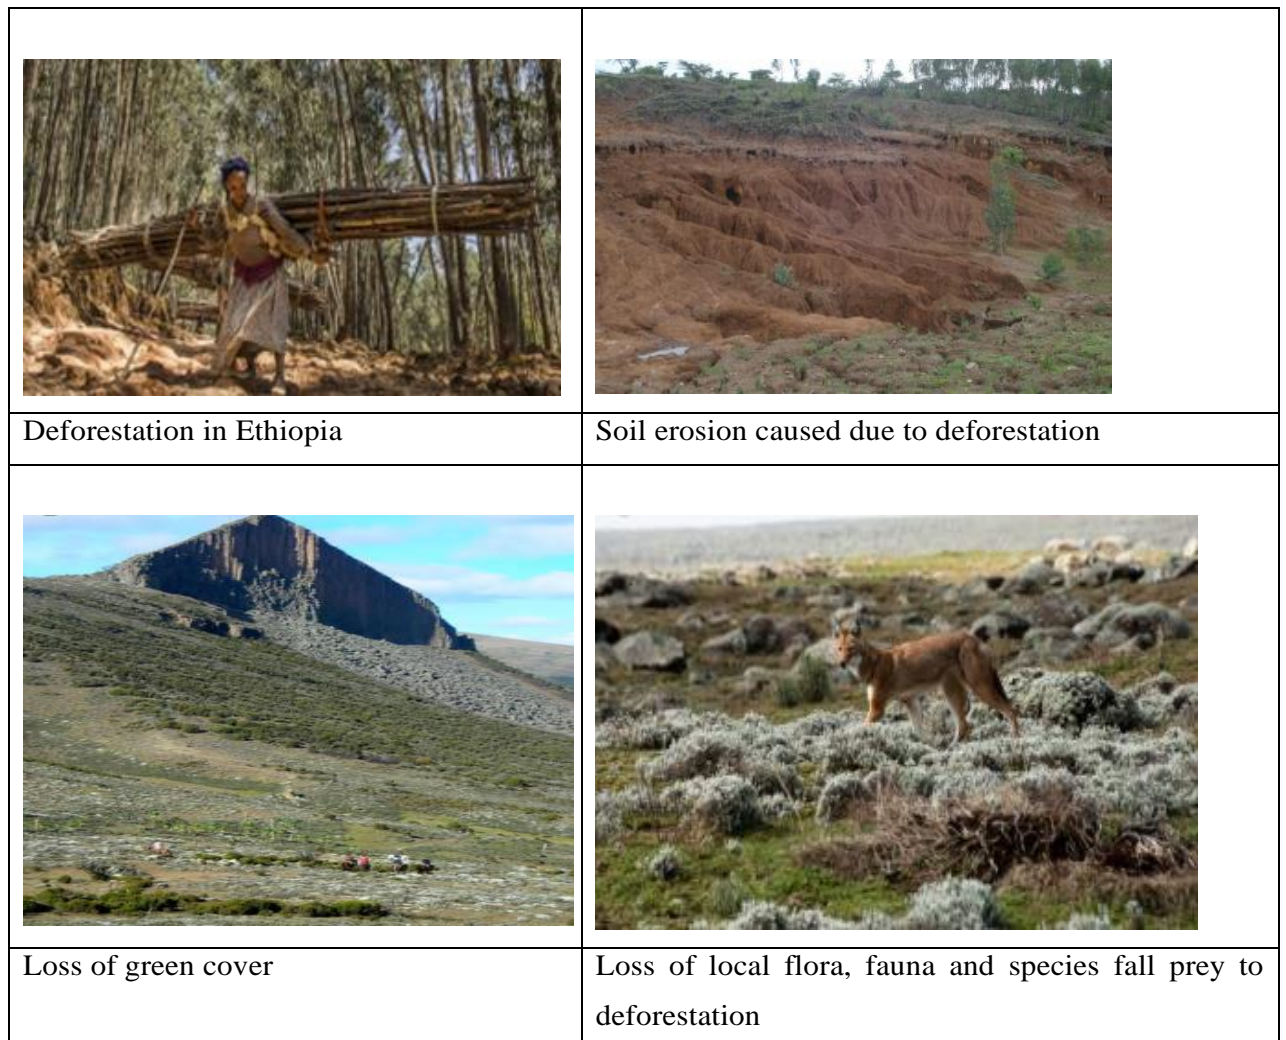 Deforestation in Ethiopia
Soil erosion caused due to deforestation
Loss of green cover
Loss of local flora, fauna and species fall prey to
deforestation